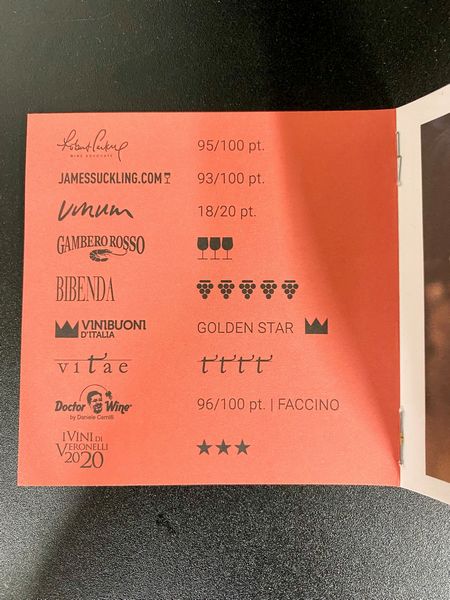 Robert Parker 95/100 pt.
WINE ADVOCATE
JAMESSUCKLING.COM 93/100 pt.
vinum 18/20 pt.
GAMBERO ROSSO
BIBENDA
VINIBUONI GOLDEN STAR
D'ITALIA
vitae tttt
Doctor Wine 96/100 pt. | FACCINO
by Daniele Cernilli
I VINI DI
VERONELLI
2020